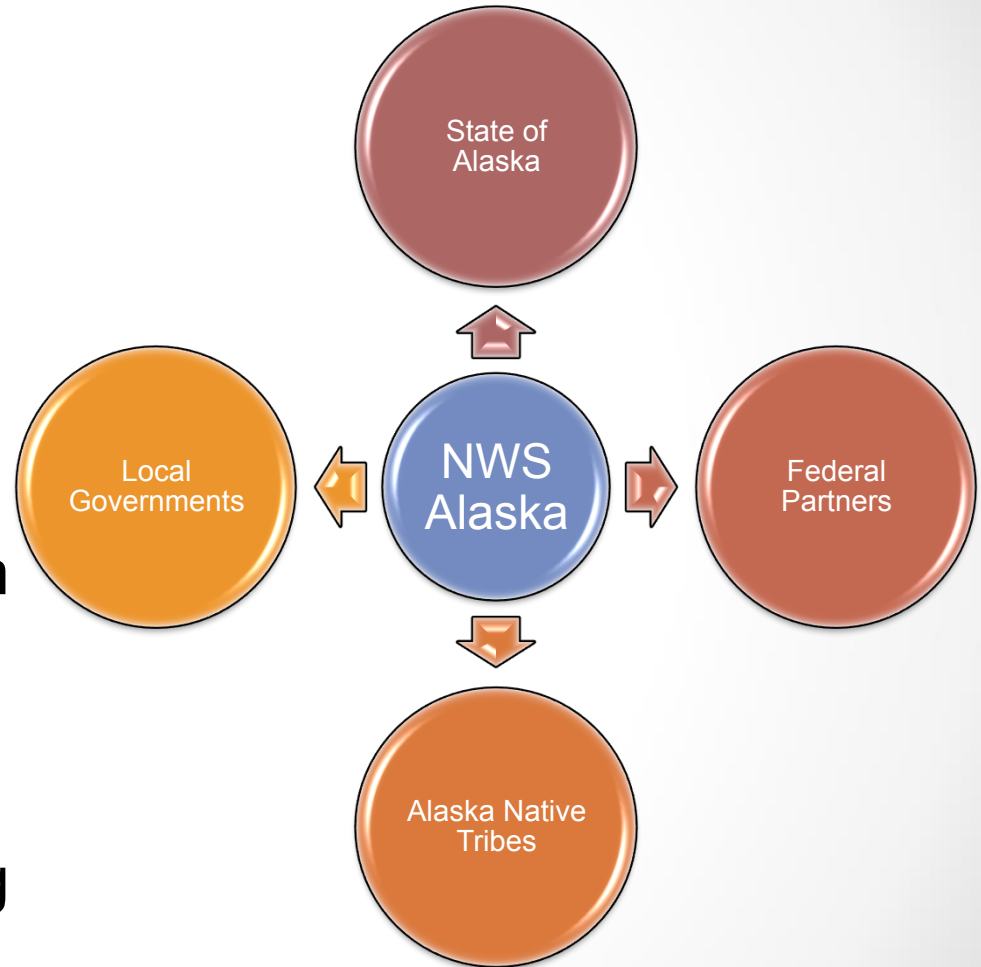 State of
Alaska
Local
Governments
NWS
Alaska
Federal
Partners
Alaska Native
Tribes